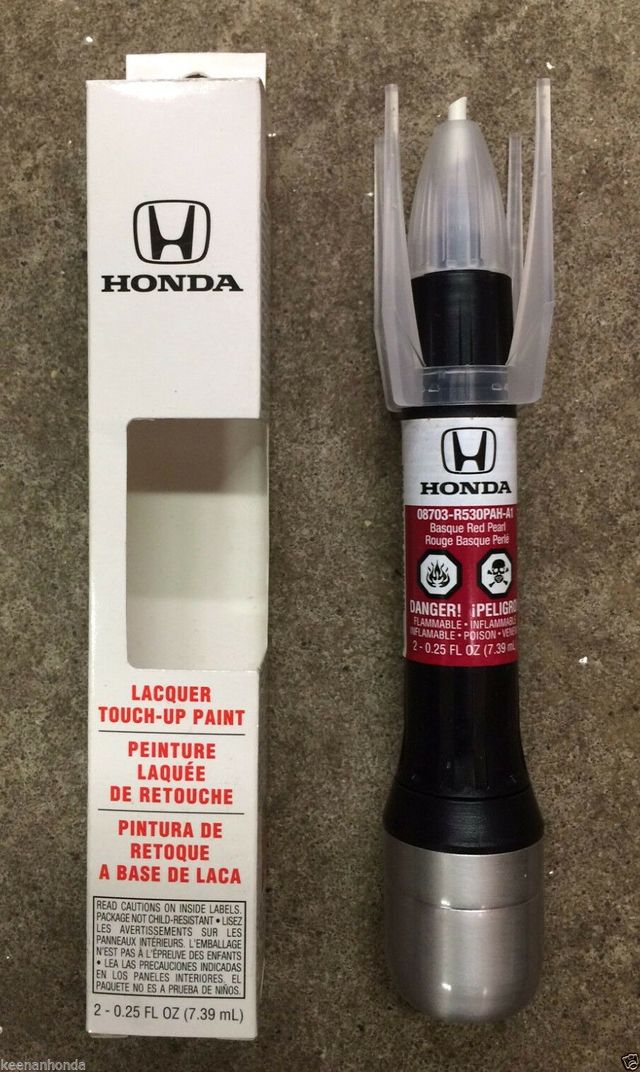 HONDA
LACQUER
TOUCH-UP PAINT
PEINTURE
LAQUÉE
DE RETOUCHE
PINTURA DE
RETOQUE
A BASE DE LACA
READ CAUTIONS ON INSIDE LABELS.
PACKAGE NOT CHILD-RESISTANT • LISEZ
LES AVERTISSEMENTS SUR LES
PANNEAUX INTÉRIEURS. L'EMBALLAGE
N'EST PAS À L'ÉPREUVE DES ENFANTS
• LEA LAS PRECAUCIONES INDICADAS
EN LOS PANELES INTERIORES. EL
PAQUETE NO ES A PRUEBA DE NIÑOS.
2 - 0.25 FL OZ (7.39 mL)
HONDA
08703-R530PAH-A1
Basque Red Pearl
Rouge Basque Perlé
DANGER! ¡PELIGRO
FLAMMABLE • INFLAMMABLE
INFLAMABLE • POISON • VENEN
2 - 0.25 FL OZ (7.39 mL
keenanhonda